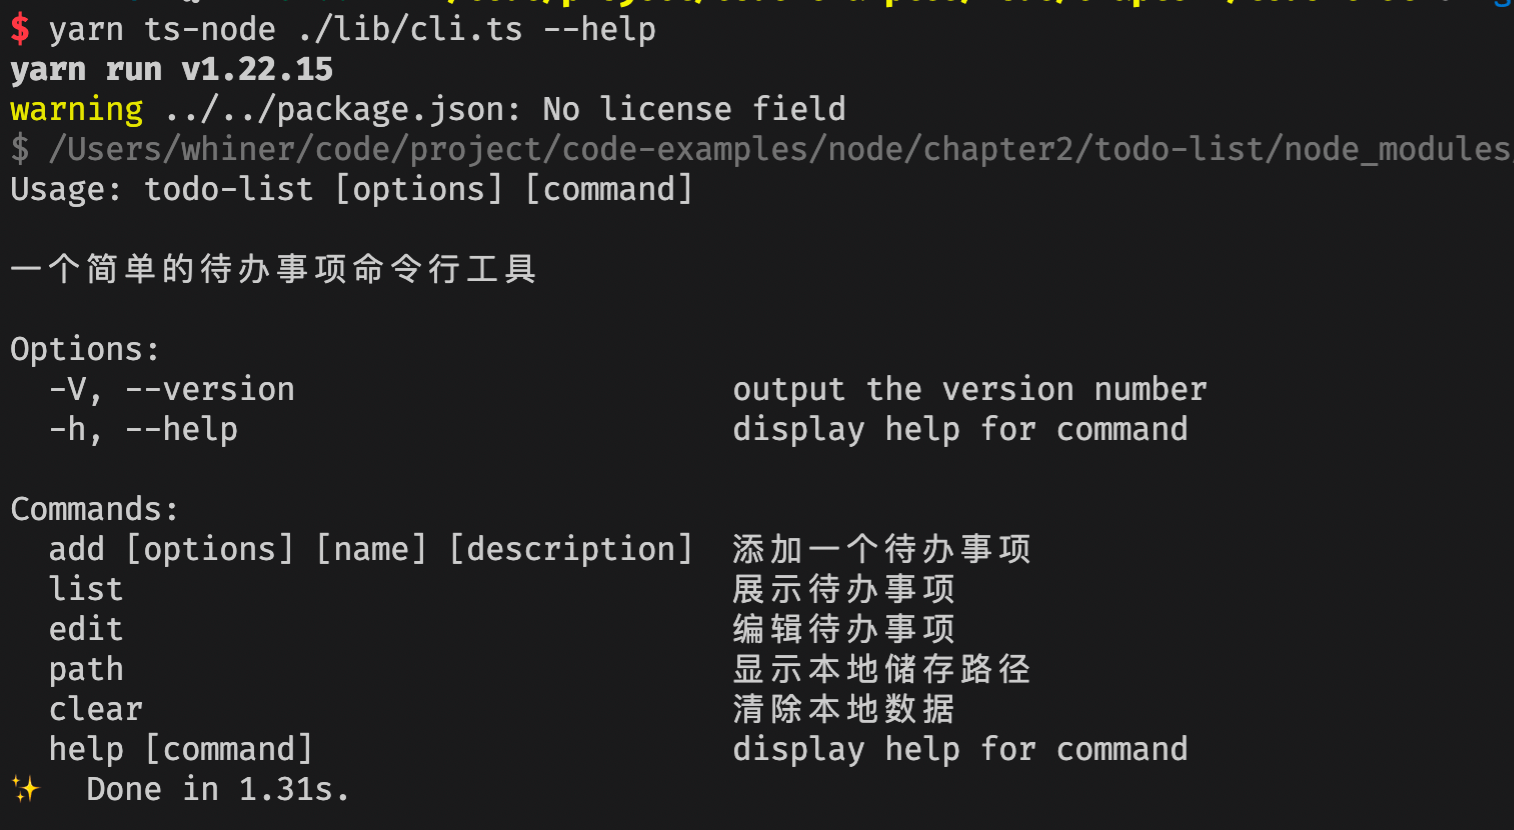 $ yarn ts-node ./lib/cli.ts --help
yarn run v1.22.15
warning ../../package.json: No license field
$ /Users/whiner/code/project/code-examples/node/chapter2/todo-list/node_modules/
Usage: todo-list [options] [command]
一个简单的待办事项命令行工具
Options:
-V, --version output the version number
-h, --help display help for command
Commands:
add [options] [name] [description] 添加一个待办事项
list 展示待办事项
edit 编辑待办事项
path 显示本地储存路径
clear 清除本地数据
help [command] display help for command
✨ Done in 1.31s.